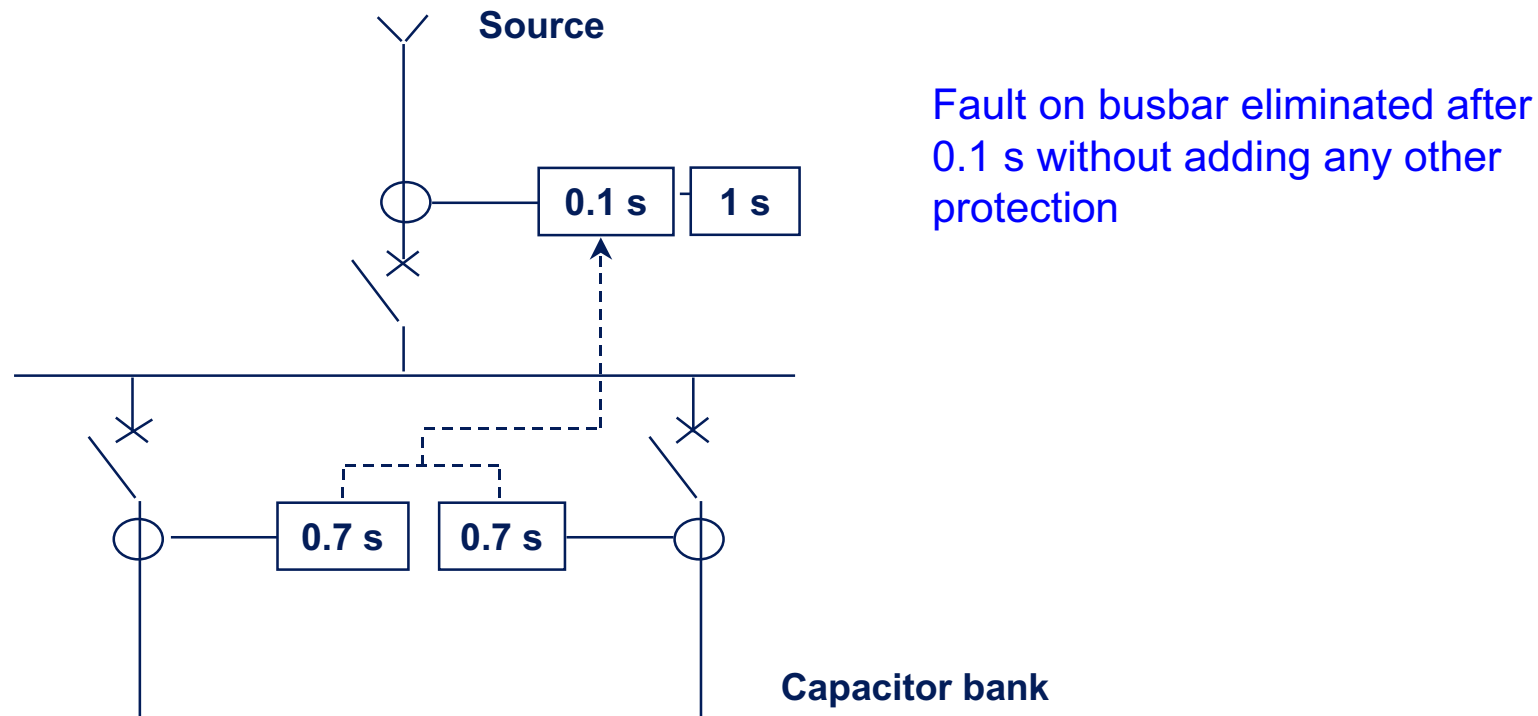 Source
Fault on busbar eliminated after
0.1 s without adding any other
protection
0.1 s
1 s
0.7 s
0.7 s
Capacitor bank